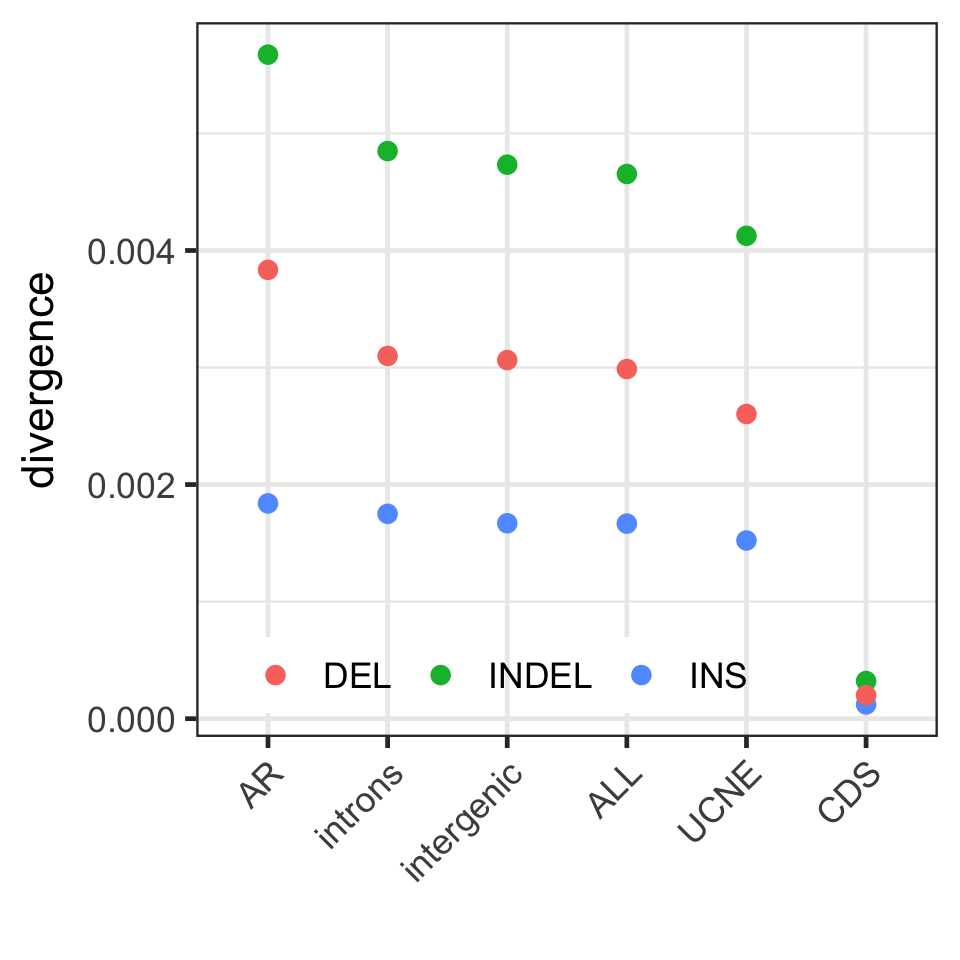 divergence
0.004
0.002
0.000
DEL INDEL INS
AR introns intergenic ALL UCNE CDS